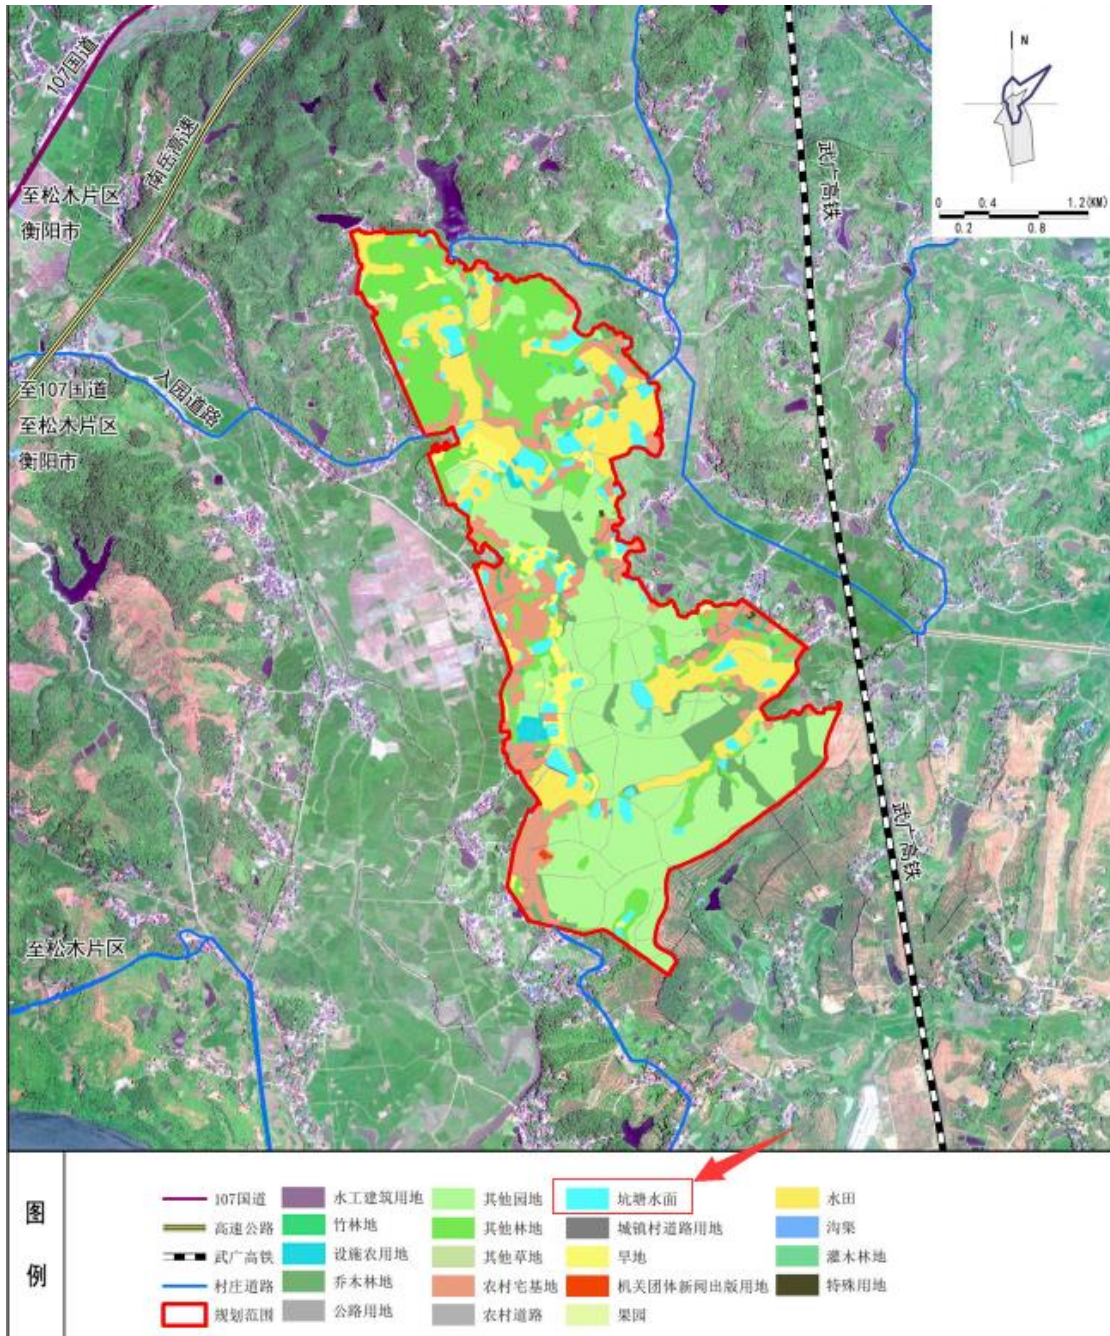 107国道
南岳高速
至松木片区
衡阳市
武广高铁
N
0 0.4 1.2(KM)
0.2 0.8
至107国道
至松木片区
衡阳市
入园道路
武广高铁
至松木片区
图例
107国道
高速公路
武广高铁
村庄道路
规划范围
水工建筑用地
竹林地
设施农用地
乔木林地
公路用地
其他园地
其他林地
其他草地
农村宅基地
农村道路
坑塘水面
城镇村道路用地
旱地
机关团体新闻出版用地
果园
水田
沟渠
灌木林地
特殊用地